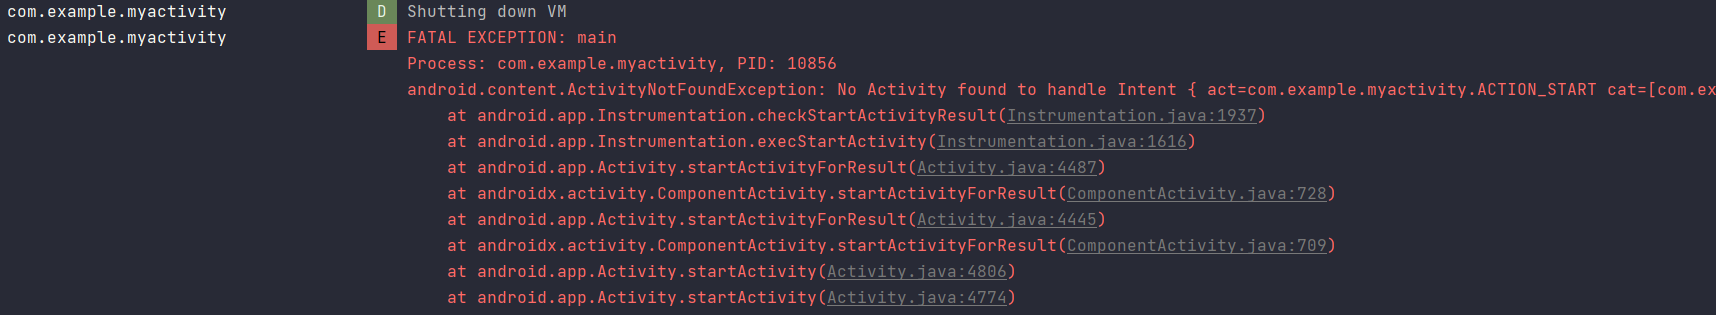 com.example.myactivity D Shutting down VM
com.example.myactivity E FATAL EXCEPTION: main
Process: com.example.myactivity, PID: 10856
android.content.ActivityNotFoundException: No Activity found to handle Intent { act=com.example.myactivity.ACTION_START cat=[com.ex
at android.app.Instrumentation.checkStartActivityResult(Instrumentation.java:1937)
at android.app.Instrumentation.execStartActivity(Instrumentation.java:1616)
at android.app.Activity.startActivityForResult(Activity.java:4487)
at androidx.activity.ComponentActivity.startActivityForResult(ComponentActivity.java:728)
at android.app.Activity.startActivityForResult(Activity.java:4445)
at androidx.activity.ComponentActivity.startActivityForResult(ComponentActivity.java:709)
at android.app.Activity.startActivity(Activity.java:4806)
at android.app.Activity.startActivity(Activity.java:4774)